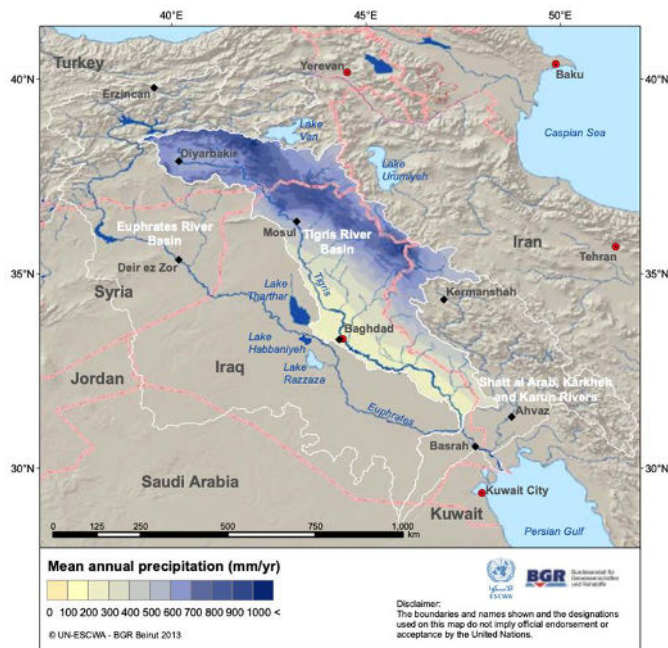 40°E 45°E 50°E
Turkey
Yerevan
Baku
40°N
40°N
Erzincan
Lake
Van
Caspian Sea
Diyarbakir
Lake
Urumiyeh
Euphrates River
Basin
Mosul
Tigris River
Basin
Iran
Tehran
35°N
35°N
Deir ez Zor
Tigris
Kermanshah
Syria
Lake
Tharthar
Baghdad
Lake
Habbaniyeh
Iraq
Lake
Razzaza
Jordan
Shatt al Arab, Karkheh
and Karun Rivers
Ahvaz
Euphrates
Basrah
30°N
30°N
Saudi Arabia
Kuwait City
Kuwait
Persian Gulf
0 125 250 500 750 1,000
km
Mean annual precipitation (mm/yr)
0 100 200 300 400 500 600 700 800 900 1000 <
© UN-ESCWA - BGR Beirut 2013
ESCWA
BGR
Bundesanstalt für
Geowissenschaften
und Rohstoffe
Disclaimer:
The boundaries and names shown and the designations
used on this map do not imply official endorsement or
acceptance by the United Nations.